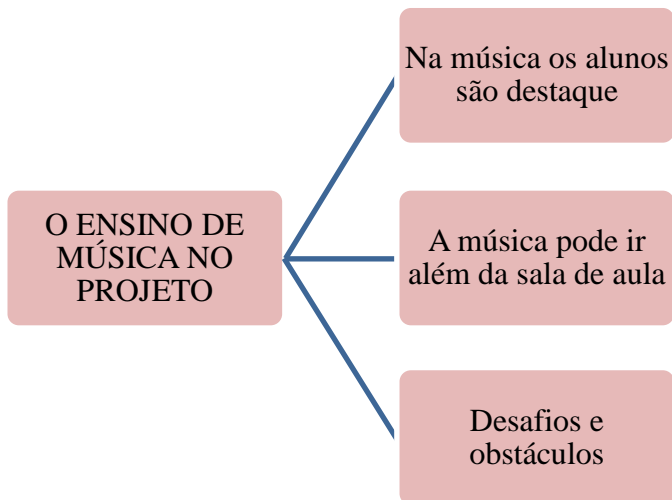 Na música os alunos
são destaque
O ENSINO DE
MÚSICA NO
PROJETO
A música pode ir
além da sala de aula
Desafios e
obstáculos